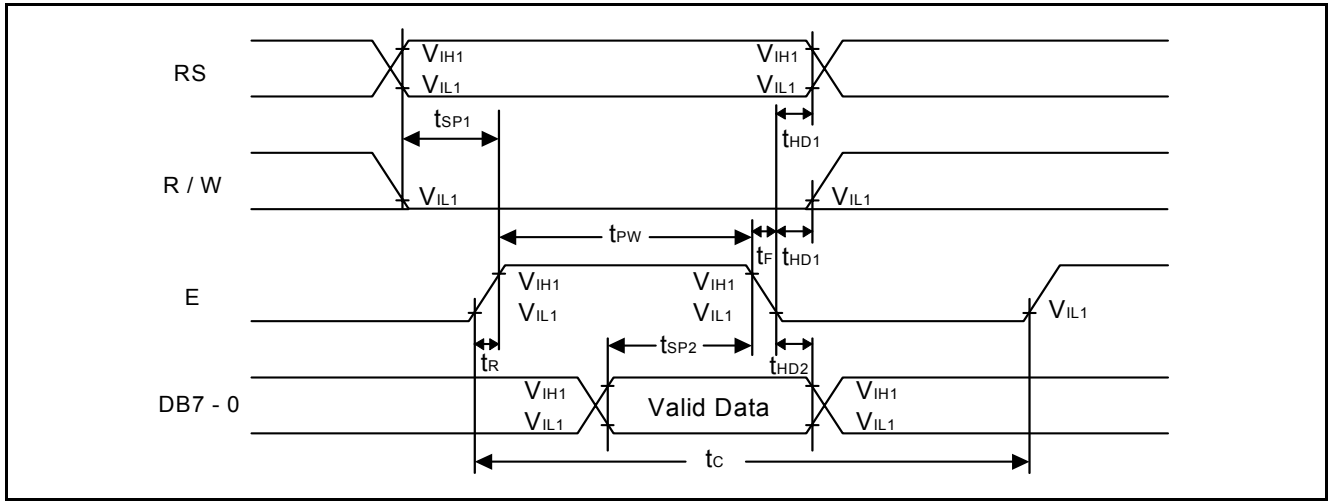 RS
VIH1
VIL1
VIH1
VIL1
tSP1
tHD1
R / W
VIL1
VIL1
tPW
tF
tHD1
E
VIH1
VIL1
VIH1
VIL1
VIL1
tR
tSP2
tHD2
DB7 - 0
VIH1
VIL1
Valid Data
VIH1
VIL1
tC